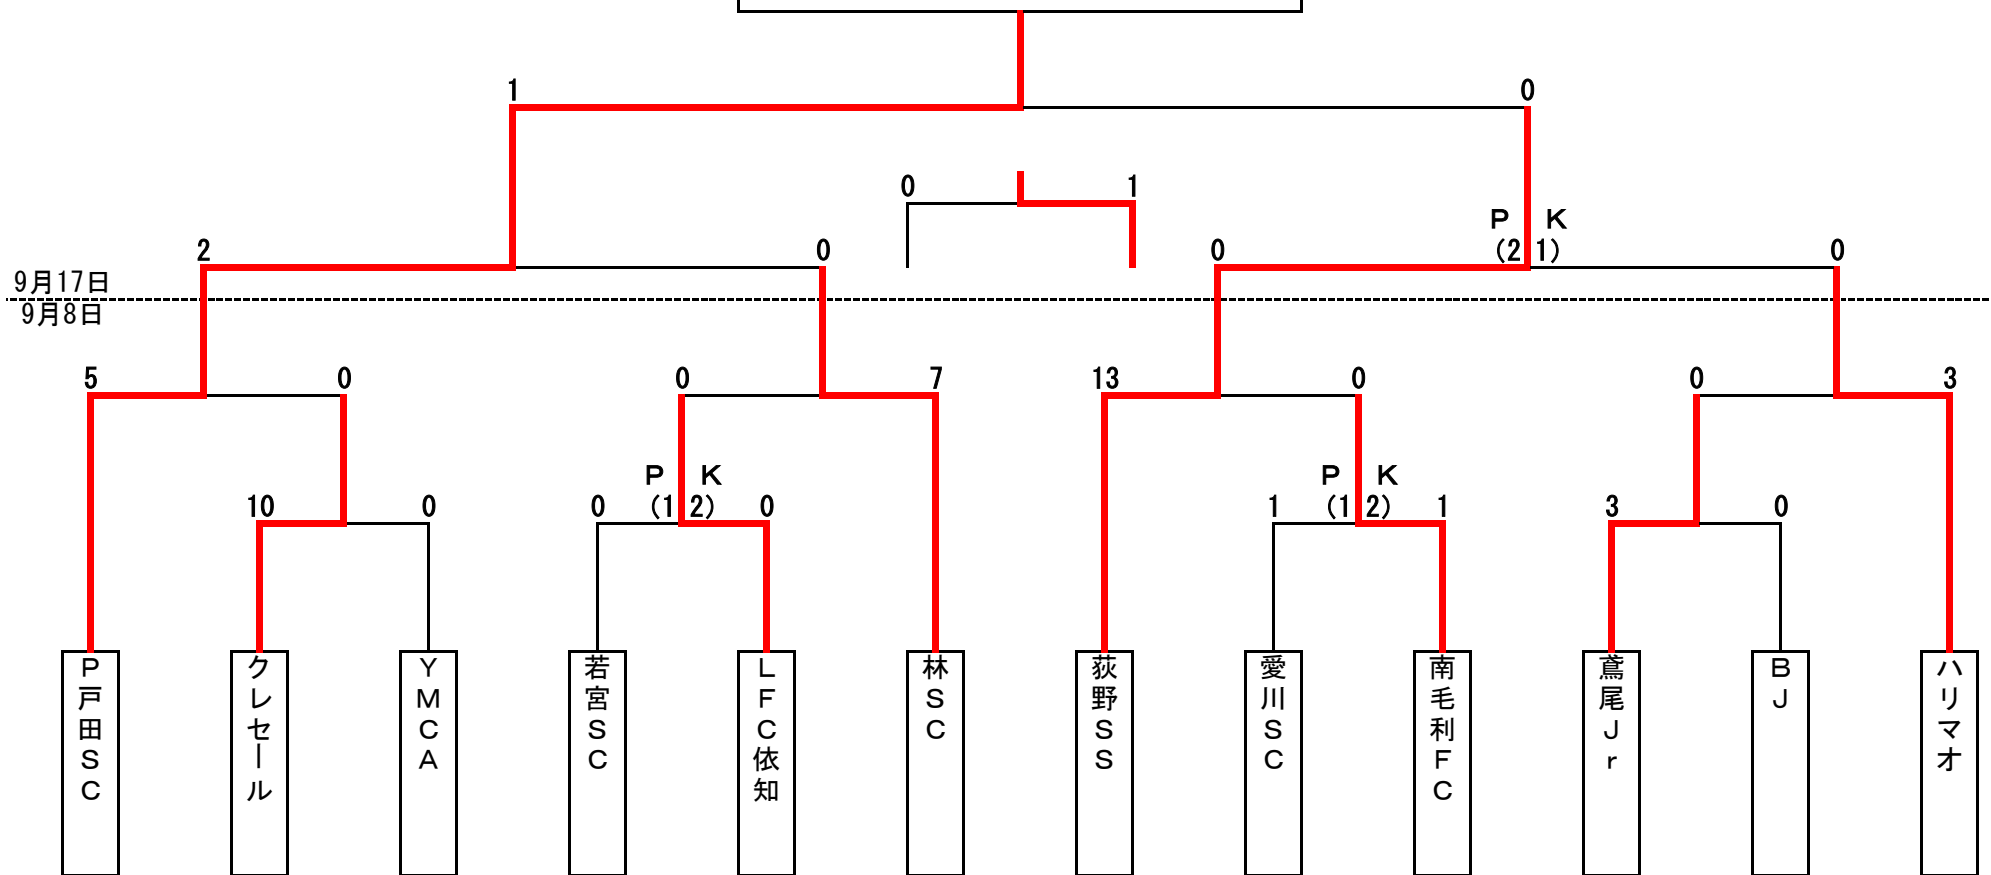 1 0
0 1
P K
2 0 0 (2 1) 0
9月17日
9月8日
5 0 0 7 13 0 0 3
P K P K
10 0 0 (1 2) 0 1 (1 2) 1 3 0
P戸田SC
クレセール
YMCA
若宮SC
LFC依知
林SC
荻野SS
愛川SC
南毛利FC
鳶尾Jr
BJ
ハリマオ